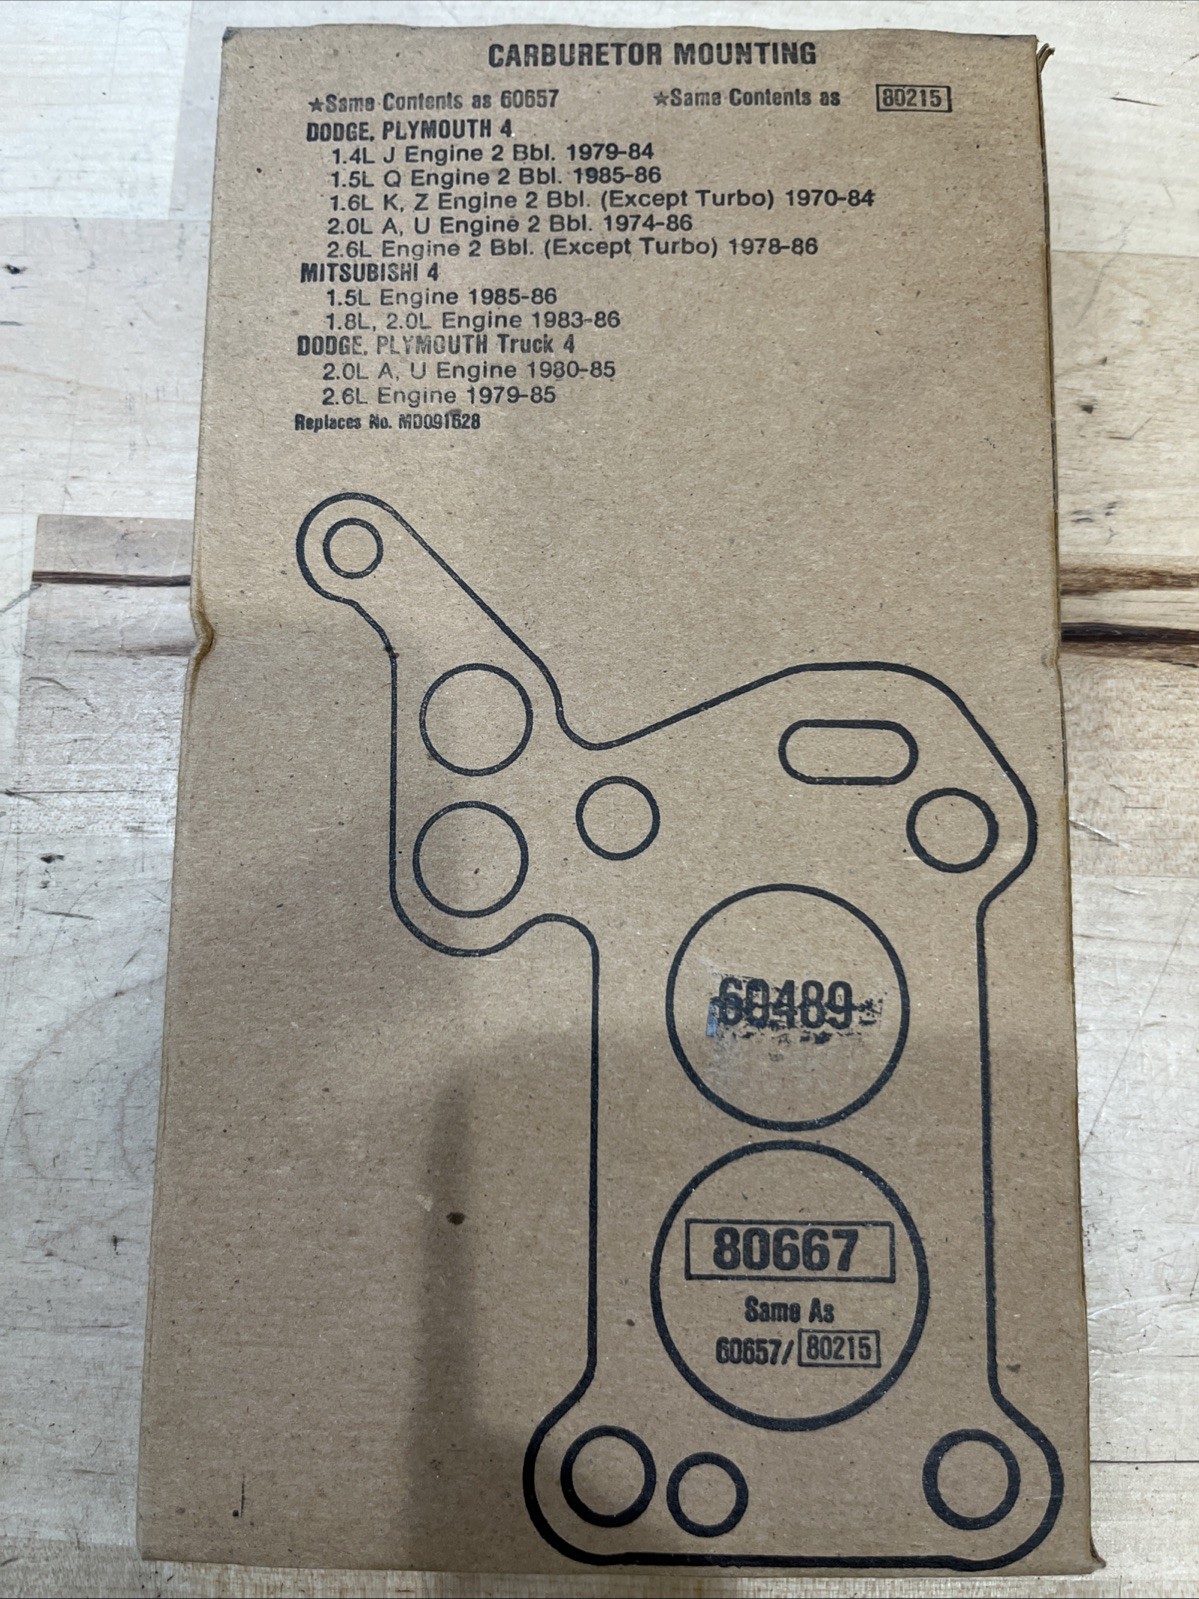 CARBURETOR MOUNTING
★Same Contents as 60657 ★Same Contents as 80215
DODGE, PLYMOUTH 4
1.4L J Engine 2 Bbl. 1979-84
1.5L Q Engine 2 Bbl. 1985-86
1.6L K, Z Engine 2 Bbl. (Except Turbo) 1970-84
2.0L A, U Engine 2 Bbl. 1974-86
2.6L Engine 2 Bbl. (Except Turbo) 1978-86
MITSUBISHI 4
1.5L Engine 1985-86
1.8L, 2.0L Engine 1983-86
DODGE, PLYMOUTH Truck 4
2.0L A, U Engine 1980-85
2.6L Engine 1979-85
Replaces No. MD091628
60489
80667
Same As
60657/ 80215